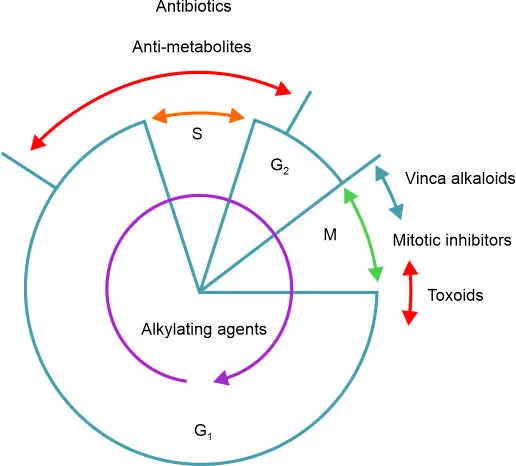 Antibiotics
Anti-metabolites
S
G₂
Vinca alkaloids
M
Mitotic inhibitors
Toxoids
Alkylating agents
G₁